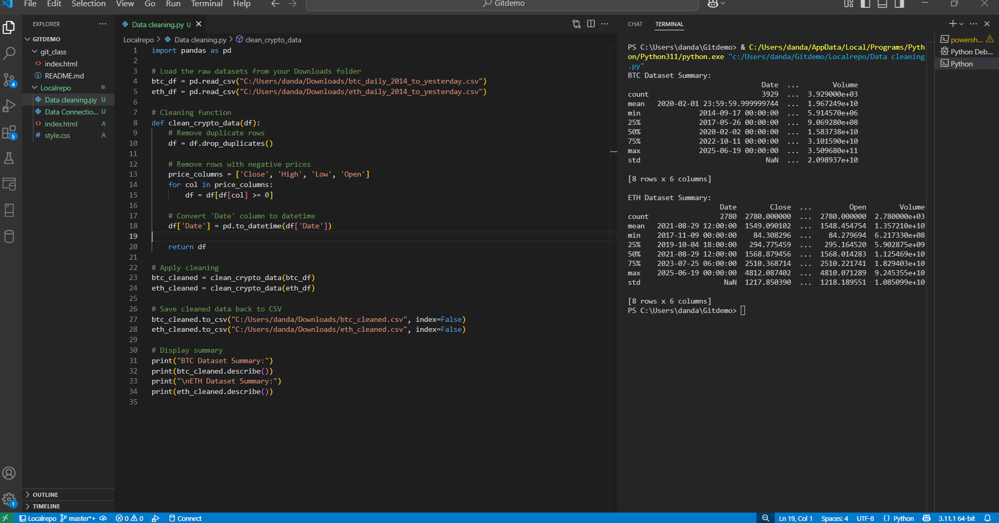 File Edit Selection View Go Run Terminal Help
Gitdemo
EXPLORER
GITDEMO
git_class
index.html
README.md
Localrepo
Data cleaning.py U
Data Connectio... U
index.html A
style.css A
OUTLINE
TIMELINE
4
5
1
Data cleaning.py U
Localrepo > Data cleaning.py > clean_crypto_data
1 import pandas as pd
2
3 # Load the raw datasets from your Downloads folder
4 btc_df = pd.read_csv("C:/Users/danda/Downloads/btc_daily_2014_to_yesterday.csv")
5 eth_df = pd.read_csv("C:/Users/danda/Downloads/eth_daily_2014_to_yesterday.csv")
6
7 # Cleaning function
8 def clean_crypto_data(df):
9 # Remove duplicate rows
10 df = df.drop_duplicates()
11
12 # Remove rows with negative prices
13 price_columns = ['Close', 'High', 'Low', 'Open']
14 for col in price_columns:
15 df = df[df[col] >= 0]
16
17 # Convert 'Date' column to datetime
18 df['Date'] = pd.to_datetime(df['Date'])
19
20 return df
21
22 # Apply cleaning
23 btc_cleaned = clean_crypto_data(btc_df)
24 eth_cleaned = clean_crypto_data(eth_df)
25
26 # Save cleaned data back to CSV
27 btc_cleaned.to_csv("C:/Users/danda/Downloads/btc_cleaned.csv", index=False)
28 eth_cleaned.to_csv("C:/Users/danda/Downloads/eth_cleaned.csv", index=False)
29
30 # Display summary
31 print("BTC Dataset Summary:")
32 print(btc_cleaned.describe())
33 print("\nETH Dataset Summary:")
34 print(eth_cleaned.describe())
35
CHAT TERMINAL
PS C:\Users\danda\Gitdemo> & C:/Users/danda/AppData/Local/Programs/Pyth
on/Python311/python.exe "c:/Users/danda/Gitdemo/Localrepo/Data cleaning
.py"
BTC Dataset Summary:
Date ... Volume
count 3929 ... 3.929000e+03
mean 2020-02-01 23:59:59.999999744 ... 1.967249e+10
min 2014-09-17 00:00:00 ... 5.914570e+06
25% 2017-05-26 00:00:00 ... 9.069280e+08
50% 2020-02-02 00:00:00 ... 1.583738e+10
75% 2022-10-11 00:00:00 ... 3.101590e+10
max 2025-06-19 00:00:00 ... 3.509680e+11
std NaN ... 2.098937e+10
[8 rows x 6 columns]
ETH Dataset Summary:
Date Close ... Open Volume
count 2780 2780.000000 ... 2780.000000 2.780000e+03
mean 2021-08-29 12:00:00 1549.090102 ... 1548.454754 1.357210e+10
min 2017-11-09 00:00:00 84.308296 ... 84.279694 6.217330e+08
25% 2019-10-04 18:00:00 294.775459 ... 295.164520 5.902875e+09
50% 2021-08-29 12:00:00 1568.879456 ... 1568.014283 1.125469e+10
75% 2023-07-25 06:00:00 2510.368714 ... 2510.221741 1.829403e+10
max 2025-06-19 00:00:00 4812.087402 ... 4810.071289 9.245355e+10
std NaN 1217.850390 ... 1218.189551 1.085099e+10
[8 rows x 6 columns]
PS C:\Users\danda\Gitdemo>
powersh...
Python Deb...
Python
Localrepo master*+ 0 0 Connect
Ln 19, Col 1 Spaces: 4 UTF-8 {} Python 3.11.1 64-bit